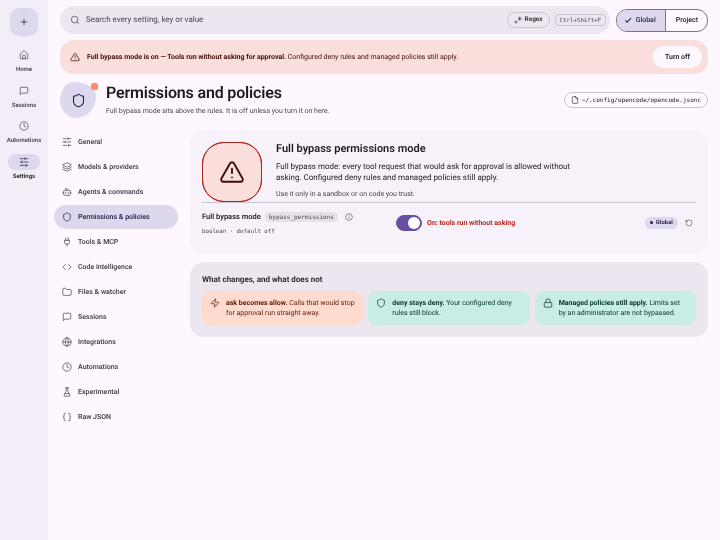 Search every setting, key or value
.* Regex
Ctrl+Shift+F
Global
Project
Full bypass mode is on — Tools run without asking for approval. Configured deny rules and managed policies still apply.
Turn off
Home
Sessions
Automations
Settings
Permissions and policies
Full bypass mode sits above the rules. It is off unless you turn it on here.
~/.config/opencode/opencode.jsonc
General
Models & providers
Agents & commands
Permissions & policies
Tools & MCP
Code intelligence
Files & watcher
Sessions
Integrations
Automations
Experimental
Raw JSON
Full bypass permissions mode
Full bypass mode: every tool request that would ask for approval is allowed without
asking. Configured deny rules and managed policies still apply.
Use it only in a sandbox or on code you trust.
Full bypass mode bypass_permissions
boolean · default off
On: tools run without asking
Global
What changes, and what does not
ask becomes allow. Calls that would stop
for approval run straight away.
deny stays deny. Your configured deny
rules still block.
Managed policies still apply. Limits set
by an administrator are not bypassed.